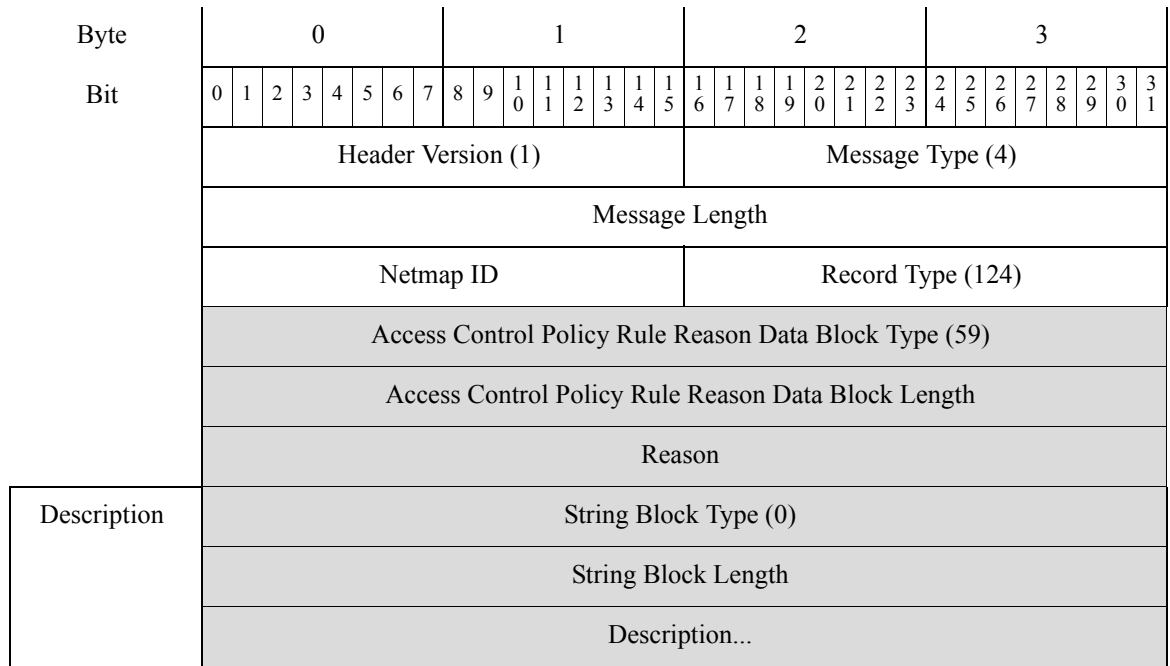 Byte 0 1 2 3
Bit 0 1 2 3 4 5 6 7 8 9 10 11 12 13 14 15 16 17 18 19 20 21 22 23 24 25 26 27 28 29 30 31
Header Version (1) Message Type (4)
Message Length
Netmap ID Record Type (124)
Access Control Policy Rule Reason Data Block Type (59)
Access Control Policy Rule Reason Data Block Length
Reason
Description String Block Type (0)
String Block Length
Description...